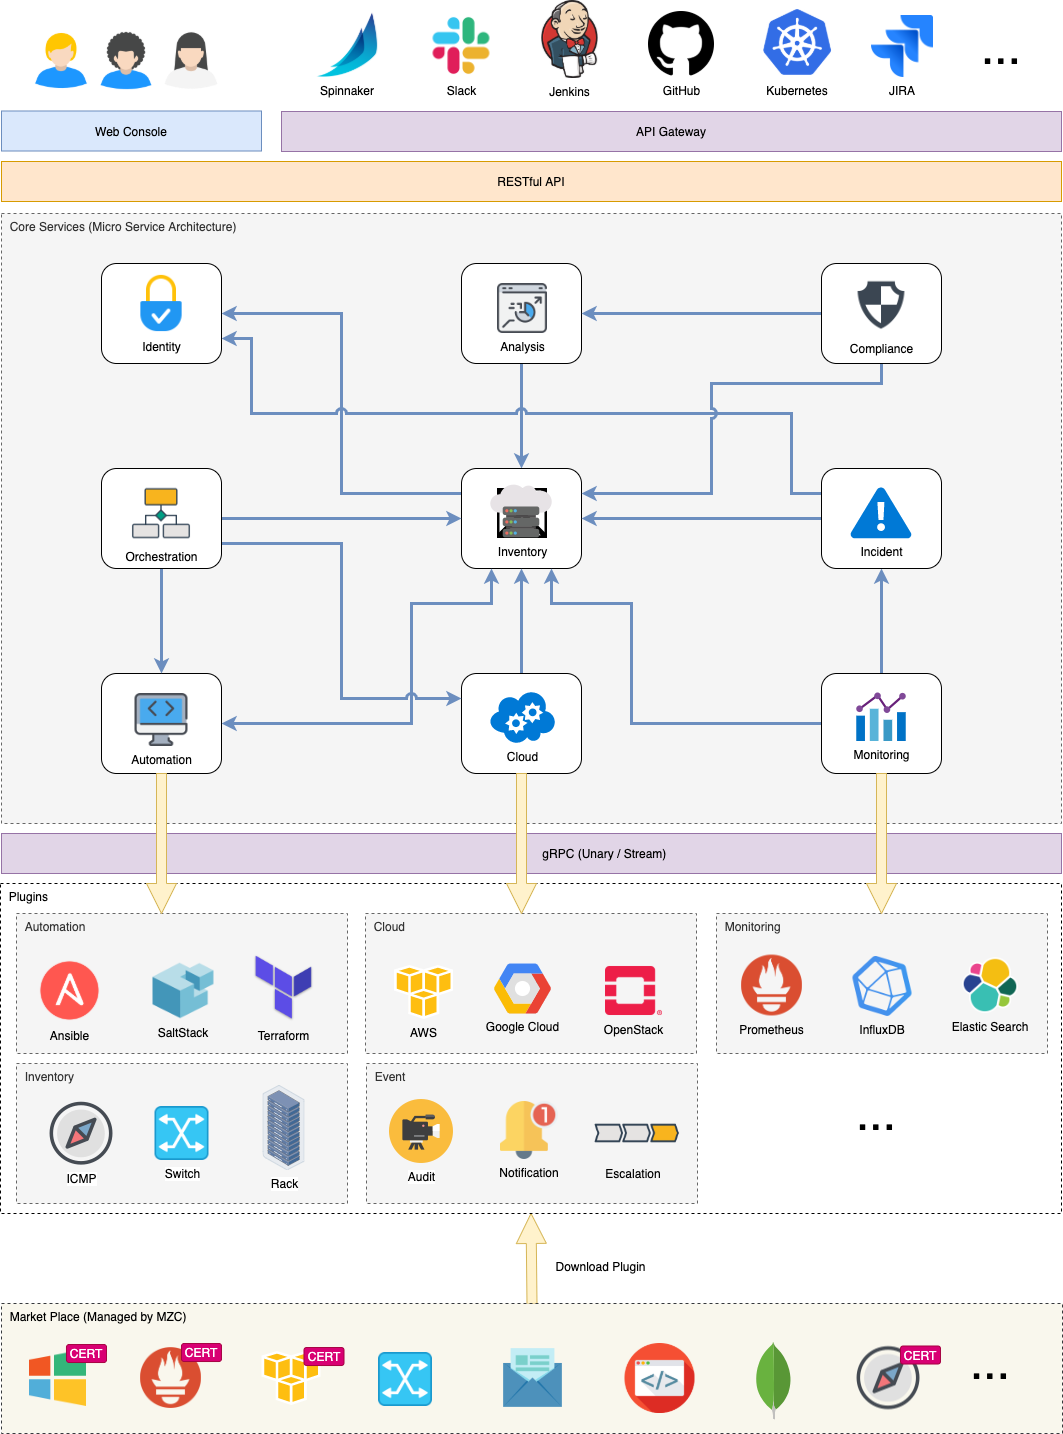 Spinnaker
Slack
Jenkins
GitHub
Kubernetes
JIRA
...
Web Console
API Gateway
RESTful API
Core Services (Micro Service Architecture)
Identity
Analysis
Compliance
Orchestration
Inventory
Incident
Automation
Cloud
Monitoring
gRPC (Unary / Stream)
Plugins
Automation
Ansible
SaltStack
Terraform
Cloud
AWS
Google Cloud
OpenStack
Monitoring
Prometheus
InfluxDB
Elastic Search
Inventory
ICMP
Switch
Rack
Event
Audit
1
Notification
Escalation
...
Download Plugin
Market Place (Managed by MZC)
CERT
CERT
CERT
</>
CERT
...